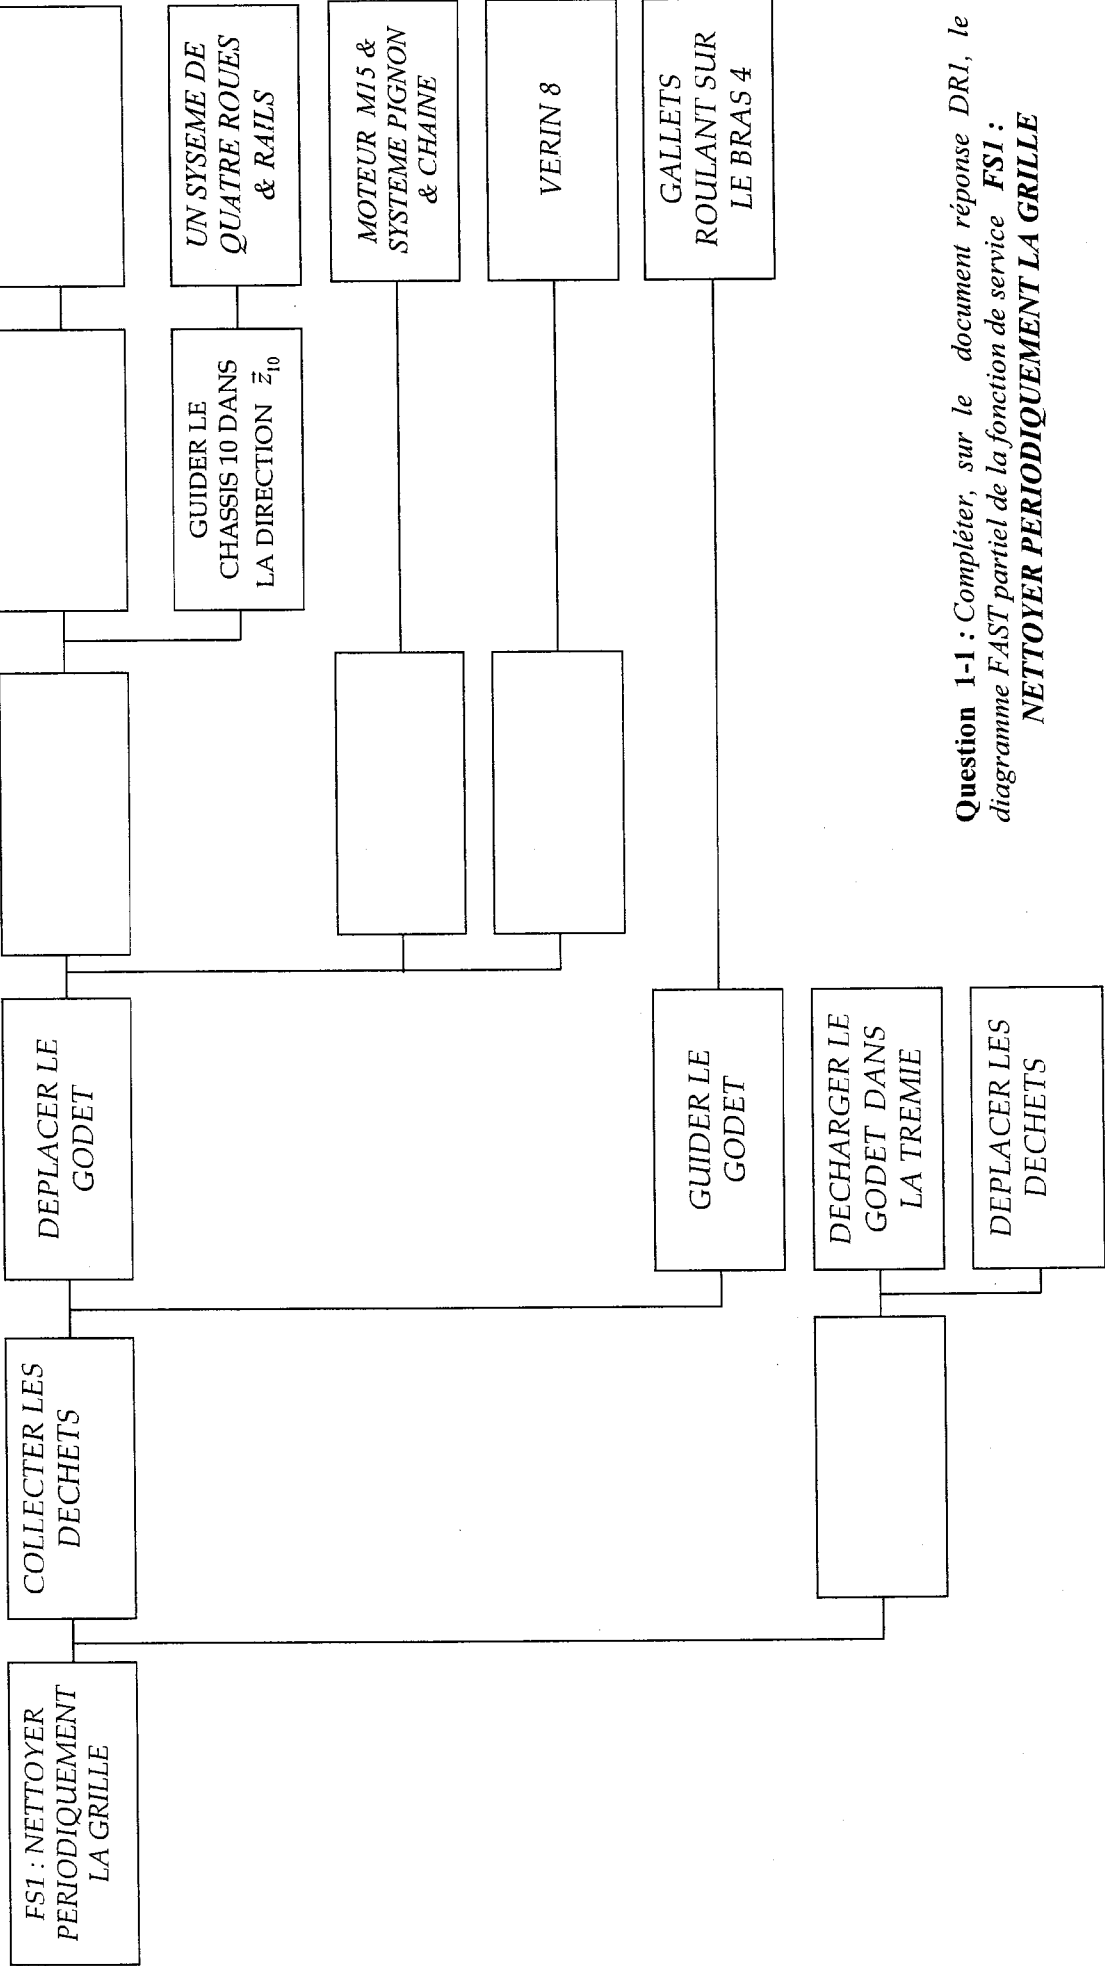 FS1 : NETTOYER
PERIODIQUEMENT
LA GRILLE
COLLECTER LES
DECHETS
DEPLACER LE
GODET
GUIDER LE
CHASSIS 10 DANS
LA DIRECTION z⃗10
UN SYSEME DE
QUATRE ROUES
& RAILS
MOTEUR M15 &
SYSTEME PIGNON
& CHAINE
VERIN 8
GUIDER LE
GODET
GALLETS
ROULANT SUR
LE BRAS 4
DECHARGER LE
GODET DANS
LA TREMIE
DEPLACER LES
DECHETS
Question 1-1 : Compléter, sur le document réponse DR1, le
diagramme FAST partiel de la fonction de service FS1 :
NETTOYER PERIODIQUEMENT LA GRILLE